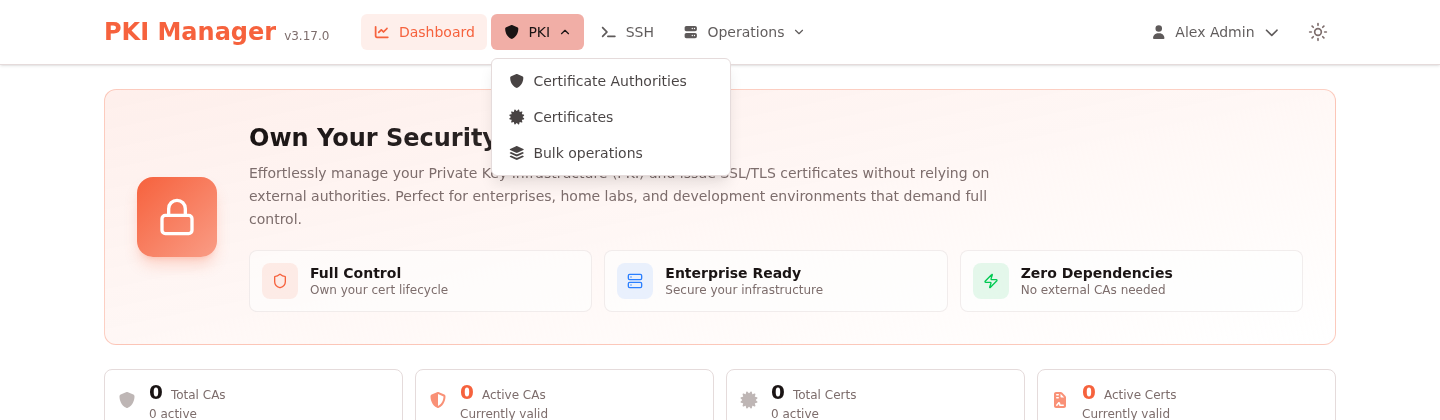 PKI Manager v3.17.0 Dashboard PKI SSH Operations Alex Admin
Certificate Authorities
Certificates
Bulk operations
Own Your Security
Effortlessly manage your Private Key Infrastructure (PKI) and issue SSL/TLS certificates without relying on
external authorities. Perfect for enterprises, home labs, and development environments that demand full
control.
Full Control
Own your cert lifecycle
Enterprise Ready
Secure your infrastructure
Zero Dependencies
No external CAs needed
0 Total CAs
0 active
0 Active CAs
Currently valid
0 Total Certs
0 active
0 Active Certs
Currently valid